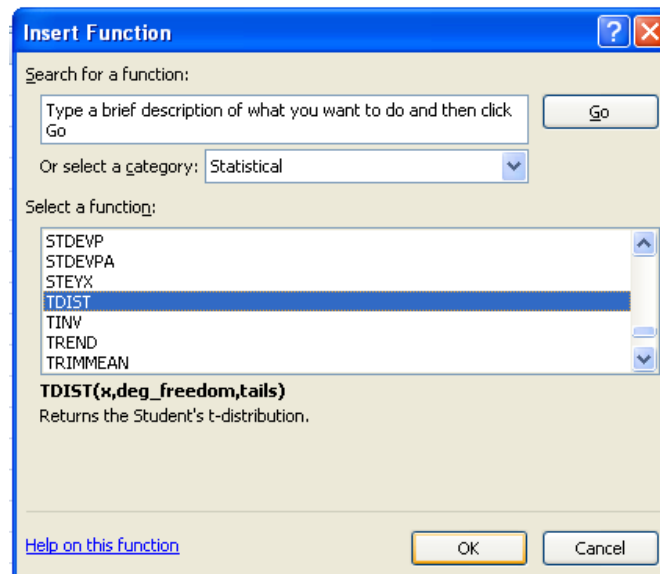 Insert Function
Search for a function:
Type a brief description of what you want to do and then click
Go
Go
Or select a category: Statistical
Select a function:
STDEVP
STDEVPA
STEYX
TDIST
TINV
TREND
TRIMMEAN
TDIST(x,deg_freedom,tails)
Returns the Student's t-distribution.
Help on this function
OK
Cancel